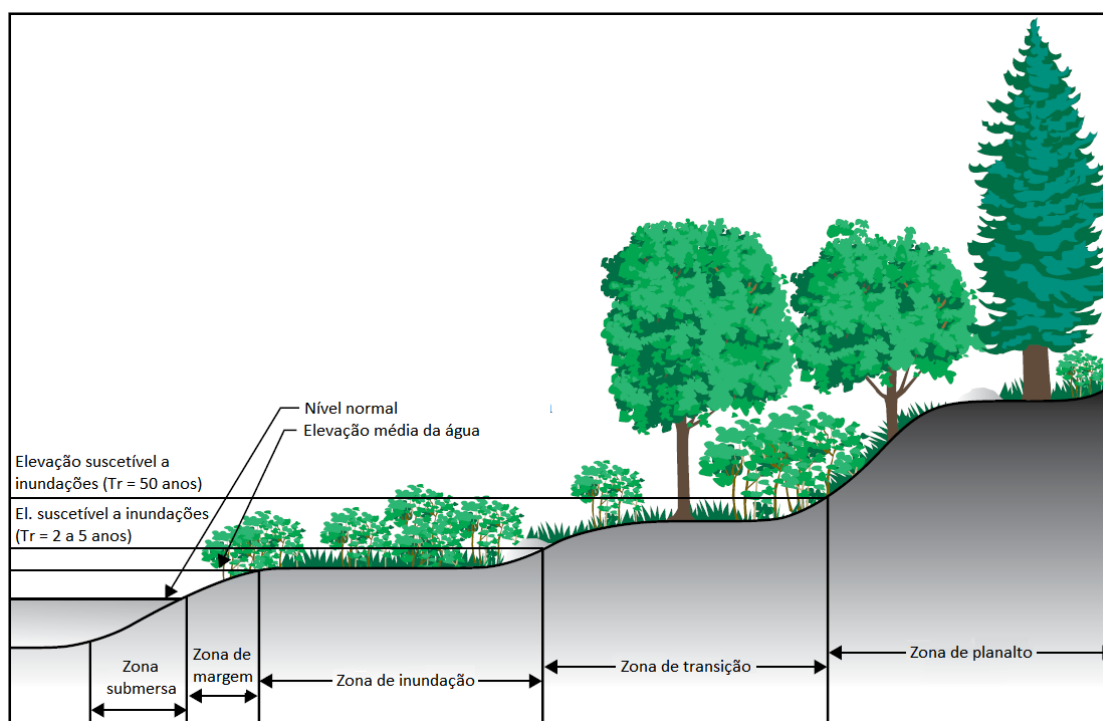 Nível normal
Elevação média da água
Elevação suscetível a
inundações (Tr = 50 anos)
El. suscetível a inundações
(Tr = 2 a 5 anos)
Zona
submersa
Zona de
margem
Zona de inundação
Zona de transição
Zona de planalto